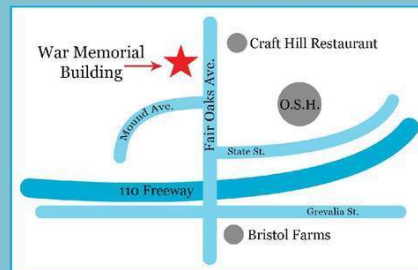 War Memorial
Building
Craft Hill Restaurant
Fair Oaks Ave.
Mound Ave.
O.S.H.
State St.
110 Freeway
Grevalia St.
Bristol Farms